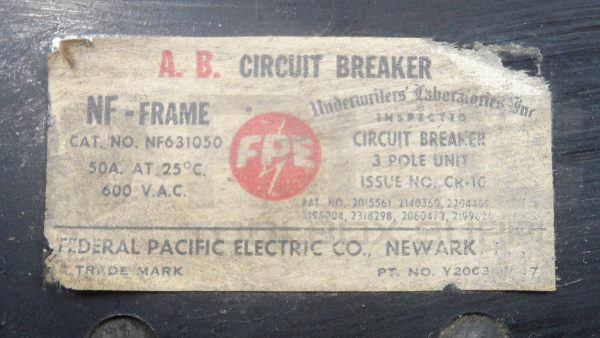 A. B. CIRCUIT BREAKER
NF-FRAME
CAT. NO. NF631050
50A. AT 25°C.
600 V.A.C.
FPE
Underwriters' Laboratories, Inc.
INSPECTED
CIRCUIT BREAKER
3 POLE UNIT
ISSUE NO. CR-10
PAT. NO. 2015561 2140360,
2318298, 2060477,
FEDERAL PACIFIC ELECTRIC CO., NEWARK,
TRADE MARK
PT. NO.